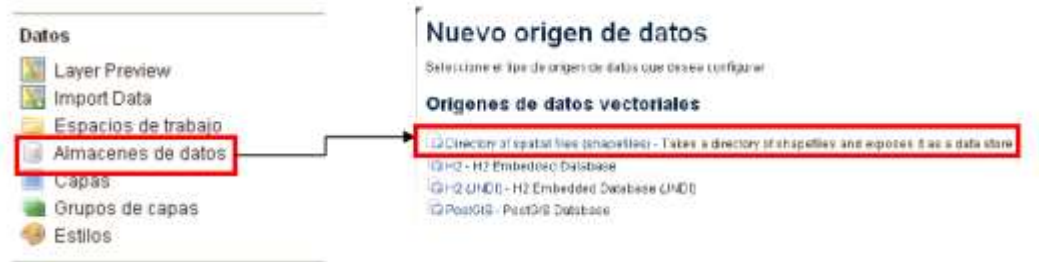 Datos
Layer Preview
Import Data
Espacios de trabajo
Almacenes de datos
Capas
Grupos de capas
Estilos
Nuevo origen de datos
Seleccione el tipo de origen de datos que desea configurar
Origenes de datos vectoriales
Directory of spatial files (shapefiles) - Takes a directory of shapefiles and exposes it as a data store
H2 - H2 Embedded Database
H2 (JNDI) - H2 Embedded Database (JNDI)
PostGIS - PostGIS Database